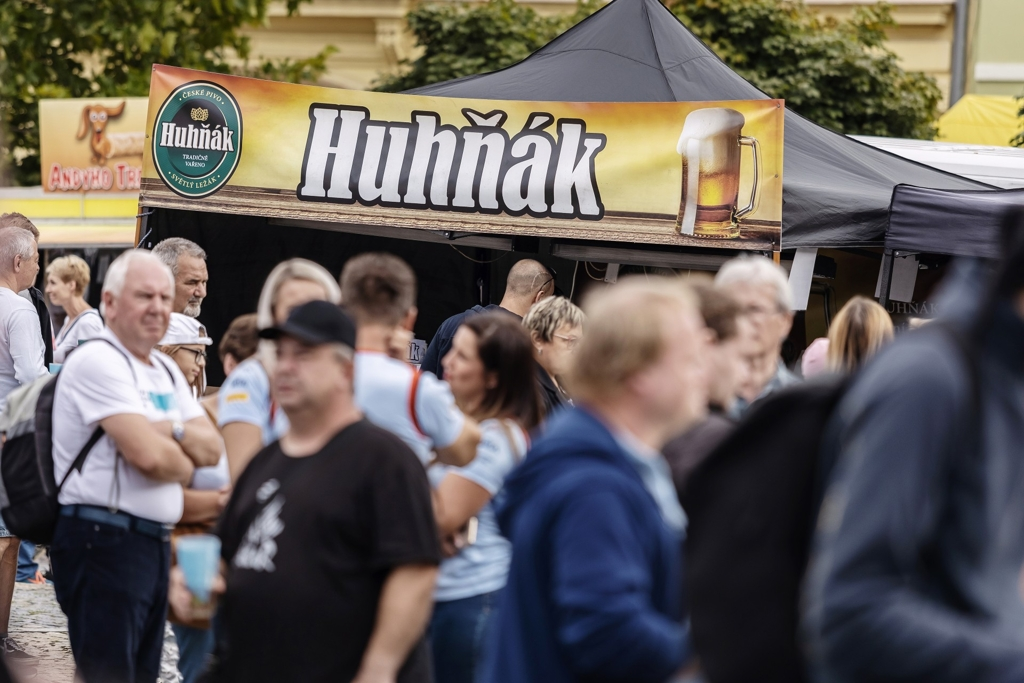 ČESKÉ PIVO
Huhňák
TRADIČNĚ
VAŘENO
SVĚTLÝ LEŽÁK
Huhňák